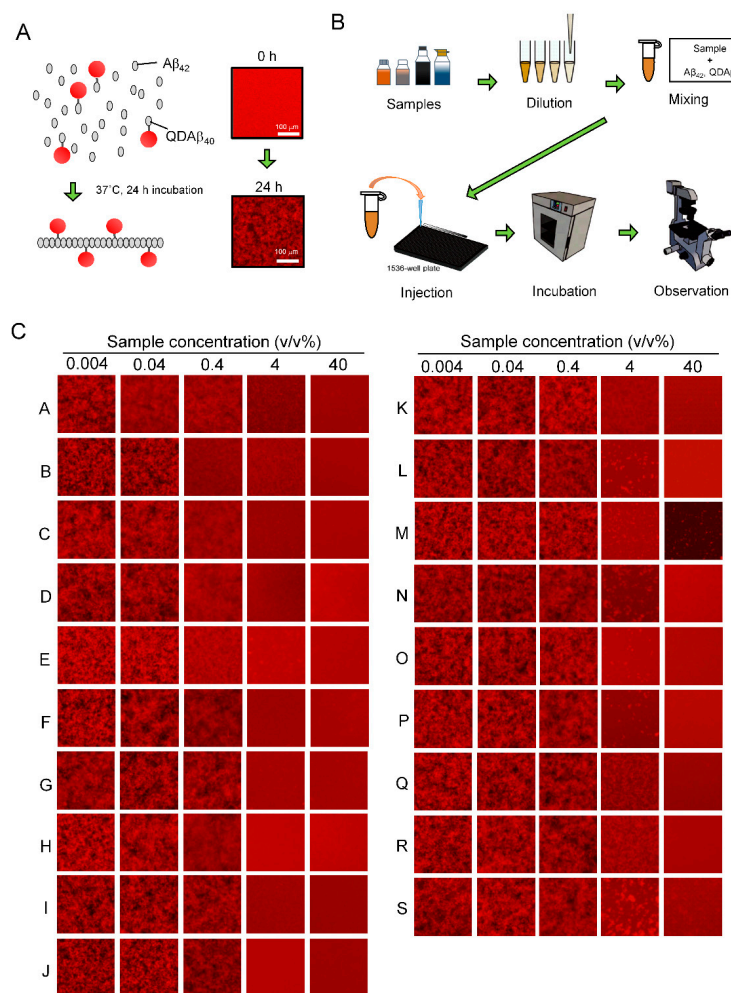 A
Aβ₄₂
QDAβ₄₀
37°C, 24 h incubation
0 h
100 μm
24 h
100 μm
B
Samples
Dilution
Mixing
Sample
+
Aβ₄₂, QDAβ
1536-well plate
Injection
Incubation
Observation
C
Sample concentration (v/v%)
0.004 0.04 0.4 4 40
A
B
C
D
E
F
G
H
I
J
Sample concentration (v/v%)
0.004 0.04 0.4 4 40
K
L
M
N
O
P
Q
R
S